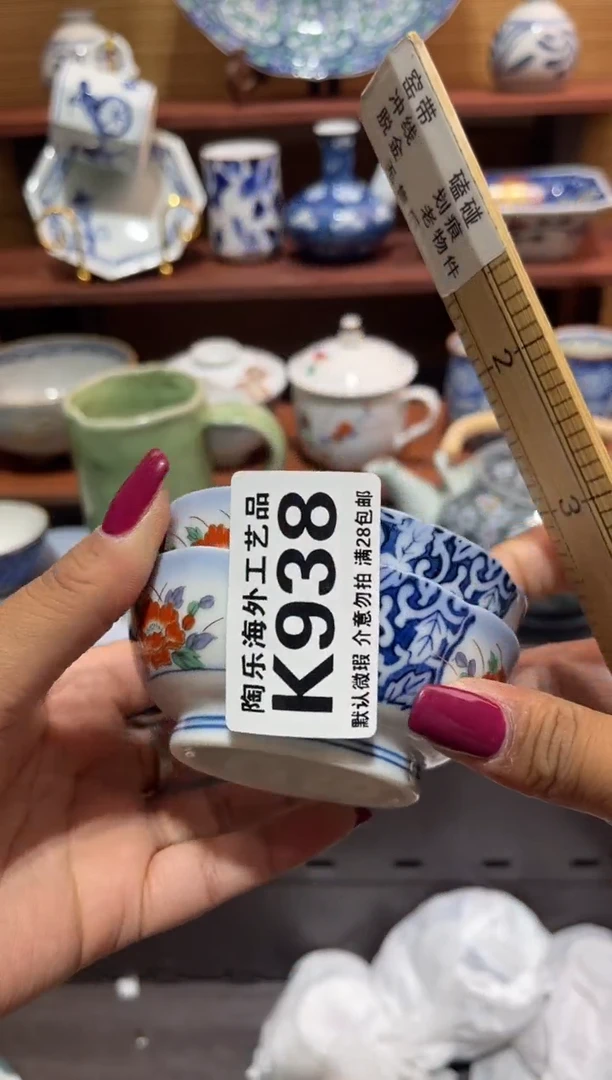 陶乐海外工艺品
K938
默认微瑕 介意勿拍 满28包邮
窑带 磕碰
冲线 划痕
脱金 老物件
2
3